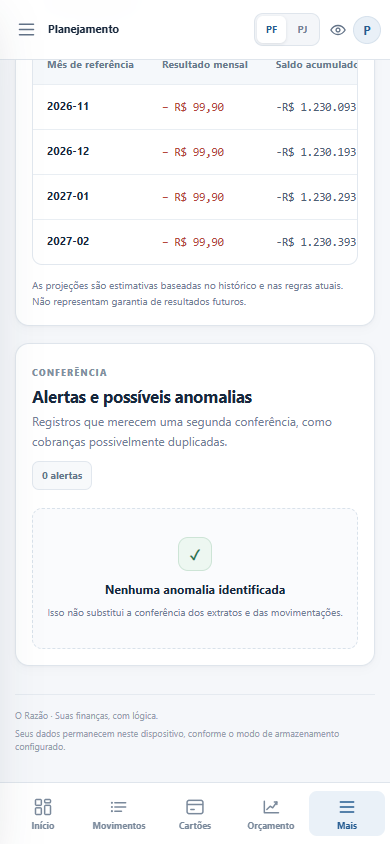 Planejamento
PF
PJ
P
Mês de referência Resultado mensal Saldo acumulado
2026-11 − R$ 99,90 -R$ 1.230.093
2026-12 − R$ 99,90 -R$ 1.230.193
2027-01 − R$ 99,90 -R$ 1.230.293
2027-02 − R$ 99,90 -R$ 1.230.393
As projeções são estimativas baseadas no histórico e nas regras atuais.
Não representam garantia de resultados futuros.
CONFERÊNCIA
Alertas e possíveis anomalias
Registros que merecem uma segunda conferência, como
cobranças possivelmente duplicadas.
0 alertas
Nenhuma anomalia identificada
Isso não substitui a conferência dos extratos e das movimentações.
O Razão · Suas finanças, com lógica.
Seus dados permanecem neste dispositivo, conforme o modo de armazenamento
configurado.
Início Movimentos Cartões Orçamento Mais